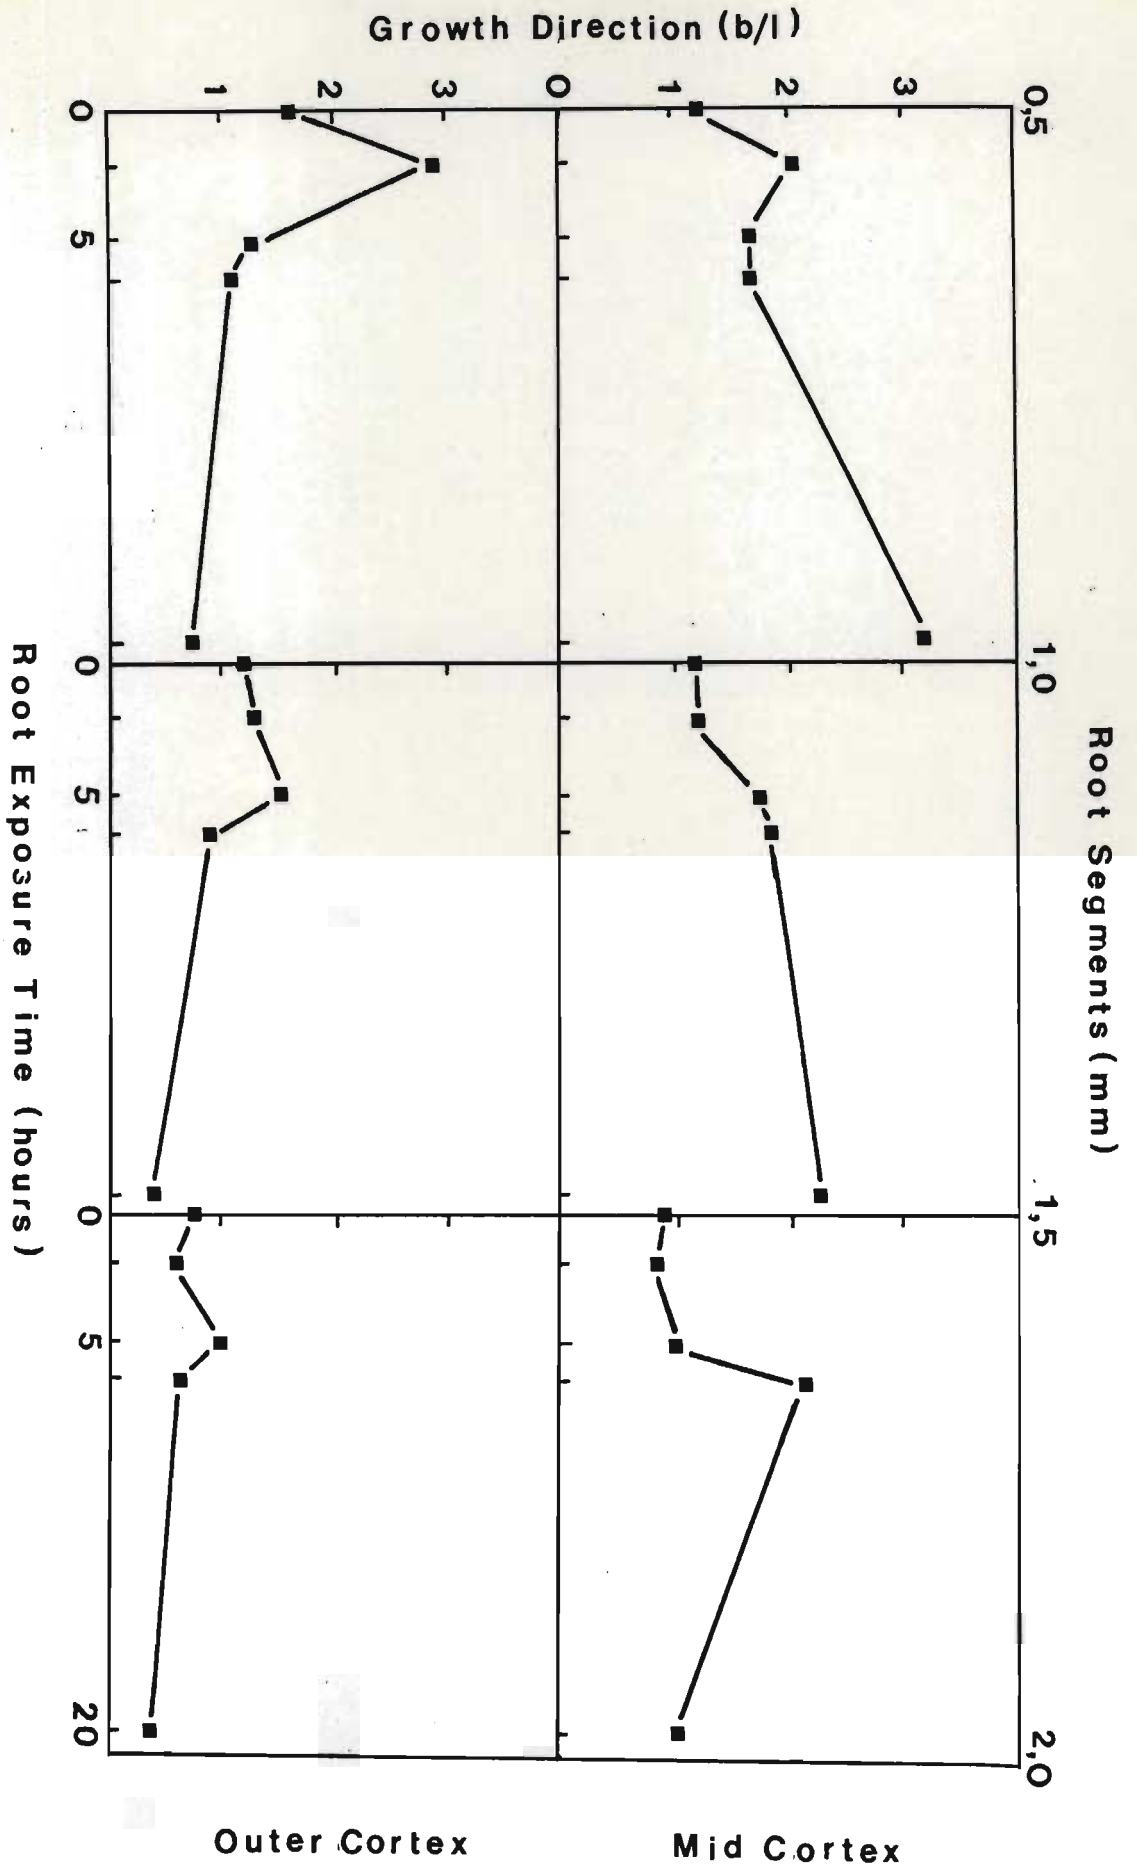 Growth Direction (b/l)
0 1 2 3 0 1 2 3
0,5 1,0 1,5 2,0
Root Segments (mm)
0 5 0 5 0 5 20
Root Exposure Time (hours)
Outer Cortex
Mid Cortex